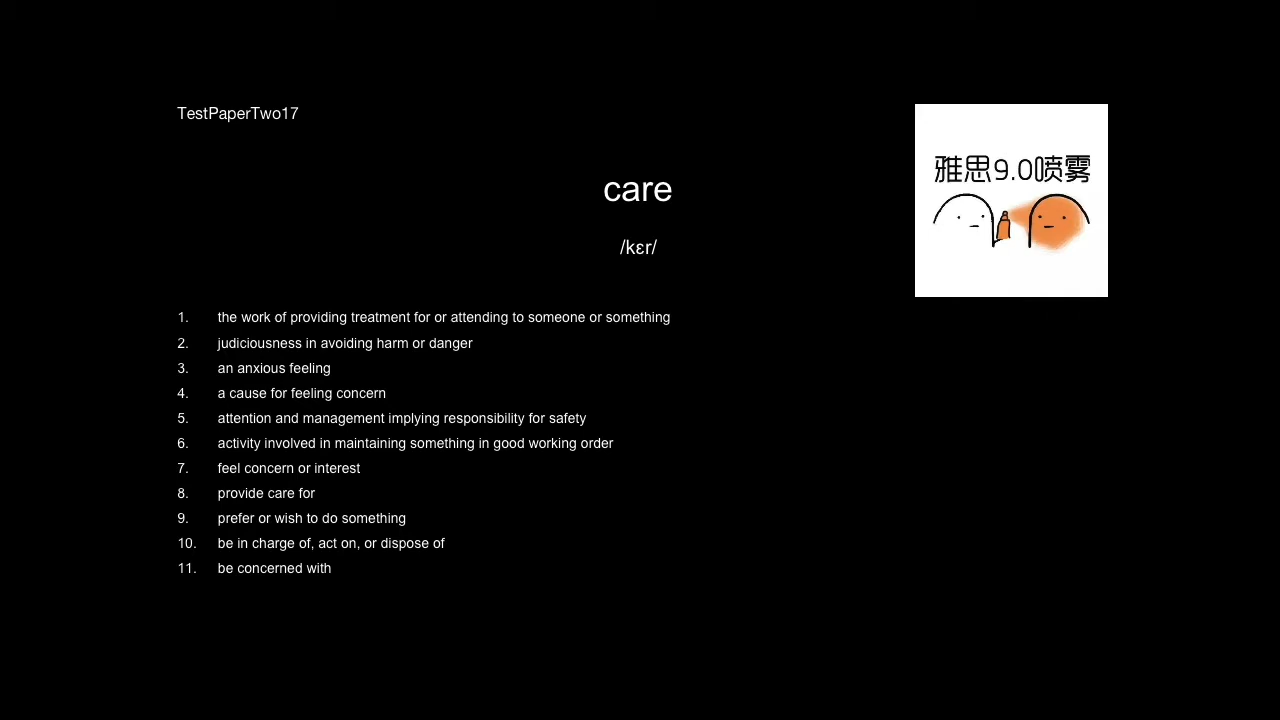 TestPaperTwo17
雅思9.0喷雾
care
/kɛr/
1. the work of providing treatment for or attending to someone or something
2. judiciousness in avoiding harm or danger
3. an anxious feeling
4. a cause for feeling concern
5. attention and management implying responsibility for safety
6. activity involved in maintaining something in good working order
7. feel concern or interest
8. provide care for
9. prefer or wish to do something
10. be in charge of, act on, or dispose of
11. be concerned with